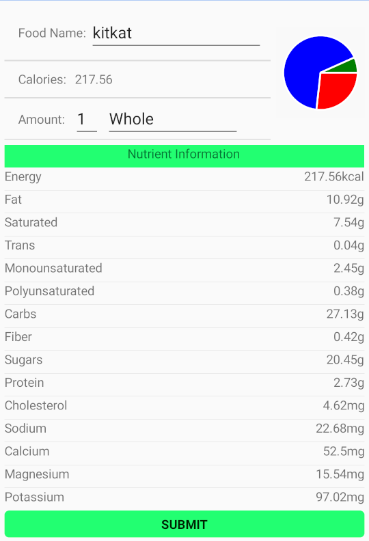 Food Name: kitkat
Calories: 217.56
Amount: 1 Whole
Nutrient Information
Energy 217.56kcal
Fat 10.92g
Saturated 7.54g
Trans 0.04g
Monounsaturated 2.45g
Polyunsaturated 0.38g
Carbs 27.13g
Fiber 0.42g
Sugars 20.45g
Protein 2.73g
Cholesterol 4.62mg
Sodium 22.68mg
Calcium 52.5mg
Magnesium 15.54mg
Potassium 97.02mg
SUBMIT